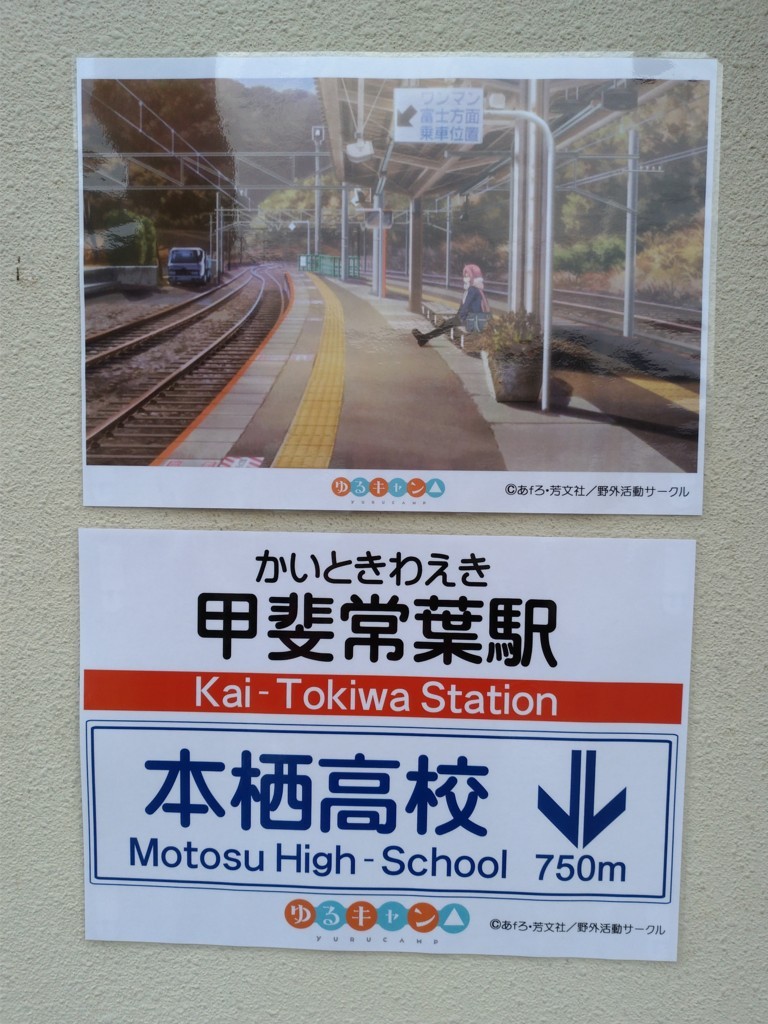 ワンマン
富士方面
乗車位置
ゆるキャン△
YURUCAMP
©あfろ・芳文社／野外活動サークル
かいときわえき
甲斐常葉駅
Kai-Tokiwa Station
本栖高校
Motosu High-School 750m
ゆるキャン△
YURUCAMP
©あfろ・芳文社／野外活動サークル